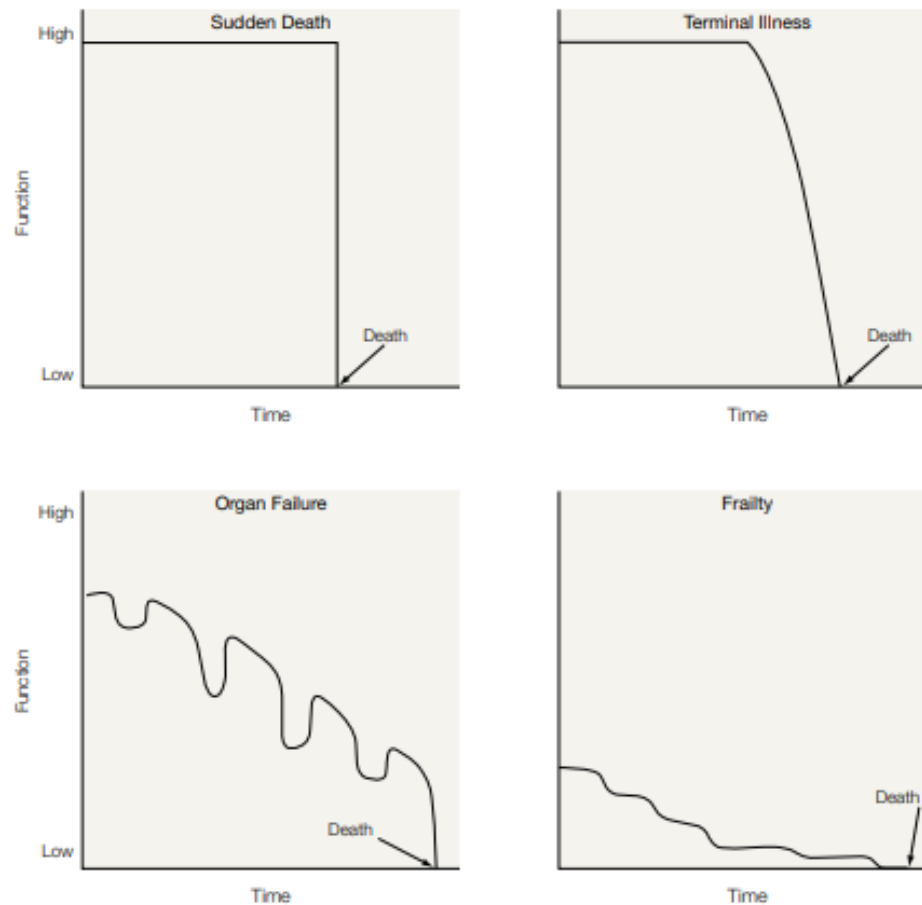 Sudden Death
High
Function
Low
Death
Time
Terminal Illness
Death
Time
Organ Failure
High
Function
Low
Death
Time
Frailty
Death
Time